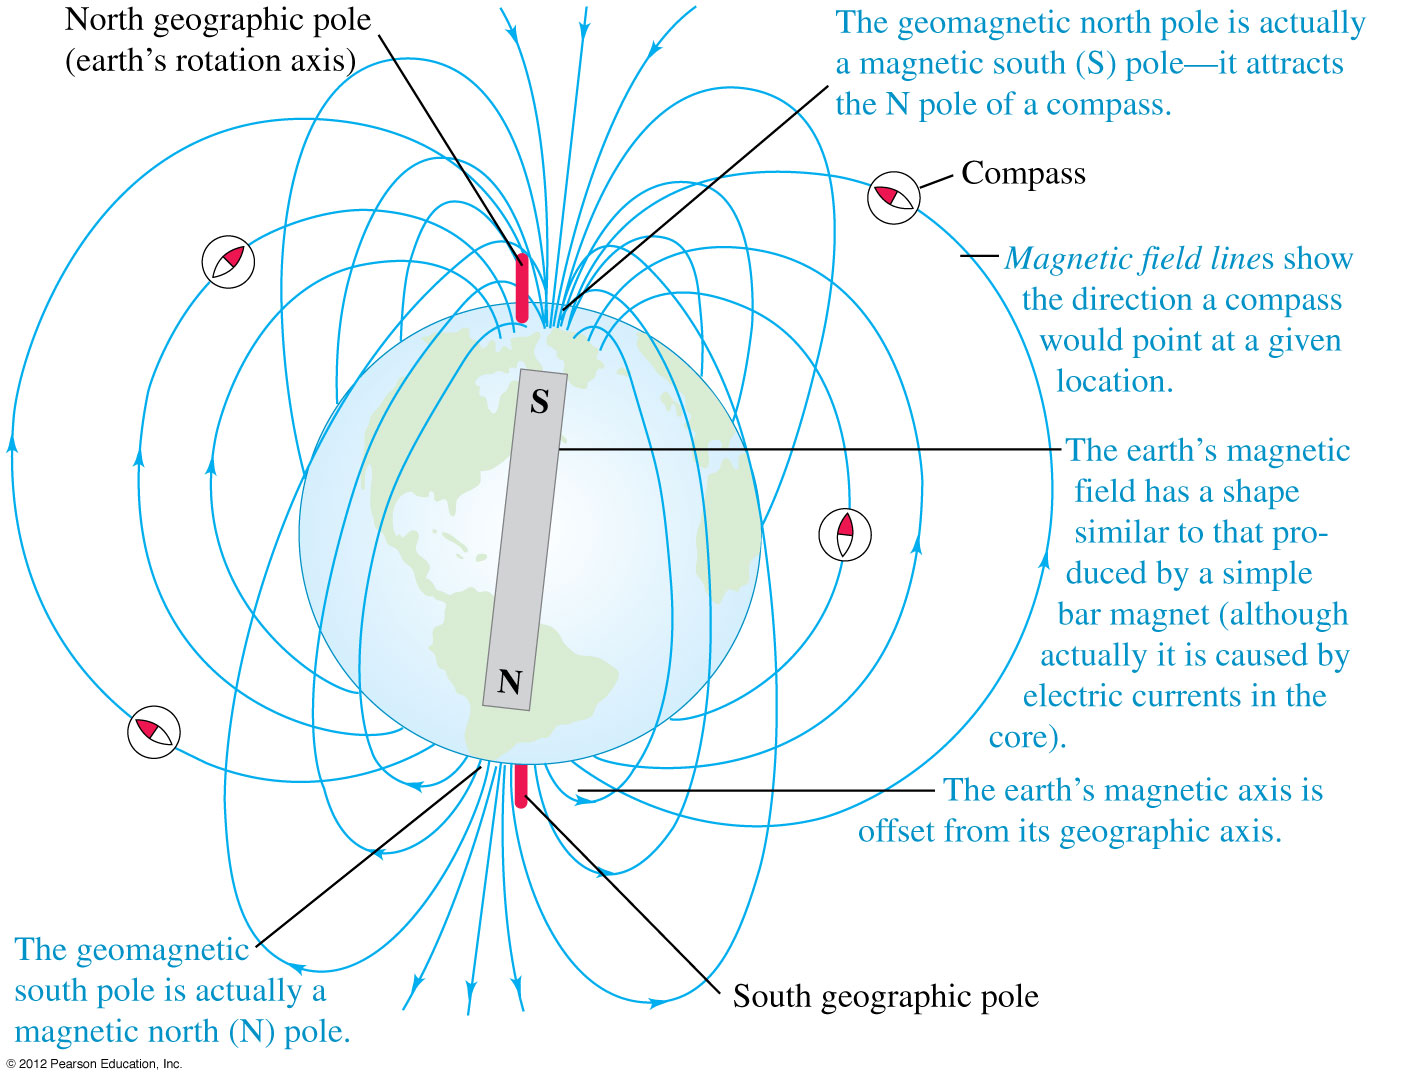 North geographic pole
(earth’s rotation axis)
The geomagnetic north pole is actually
a magnetic south (S) pole—it attracts
the N pole of a compass.
Compass
Magnetic field lines show
the direction a compass
would point at a given
location.
S
The earth’s magnetic
field has a shape
similar to that pro-
duced by a simple
bar magnet (although
actually it is caused by
electric currents in the
core).
N
The earth’s magnetic axis is
offset from its geographic axis.
The geomagnetic
south pole is actually a
magnetic north (N) pole.
South geographic pole
© 2012 Pearson Education, Inc.